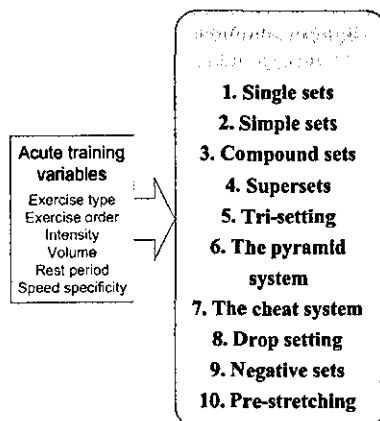 Acute training
variables
Exercise type
Exercise order
Intensity
Volume
Rest period
Speed specificity
1. Single sets
2. Simple sets
3. Compound sets
4. Supersets
5. Tri-setting
6. The pyramid
system
7. The cheat system
8. Drop setting
9. Negative sets
10. Pre-stretching